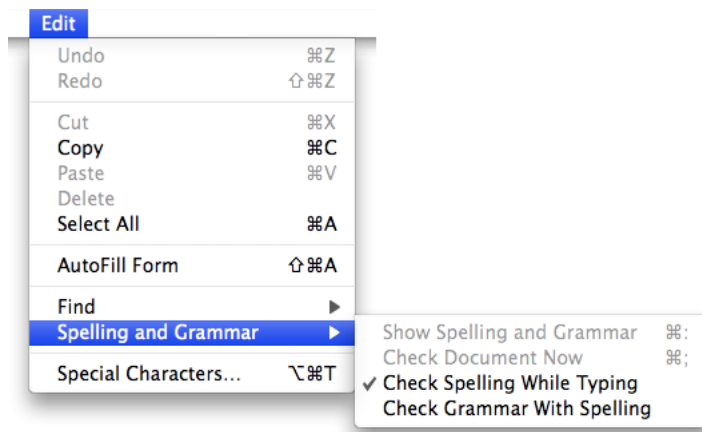 Edit
Undo ⌘Z
Redo ⇧⌘Z
Cut ⌘X
Copy ⌘C
Paste ⌘V
Delete
Select All ⌘A
AutoFill Form ⇧⌘A
Find ▶
Spelling and Grammar ▶
Show Spelling and Grammar ⌘:
Check Document Now ⌘;
✓ Check Spelling While Typing
Check Grammar With Spelling
Special Characters... ⌥⌘T